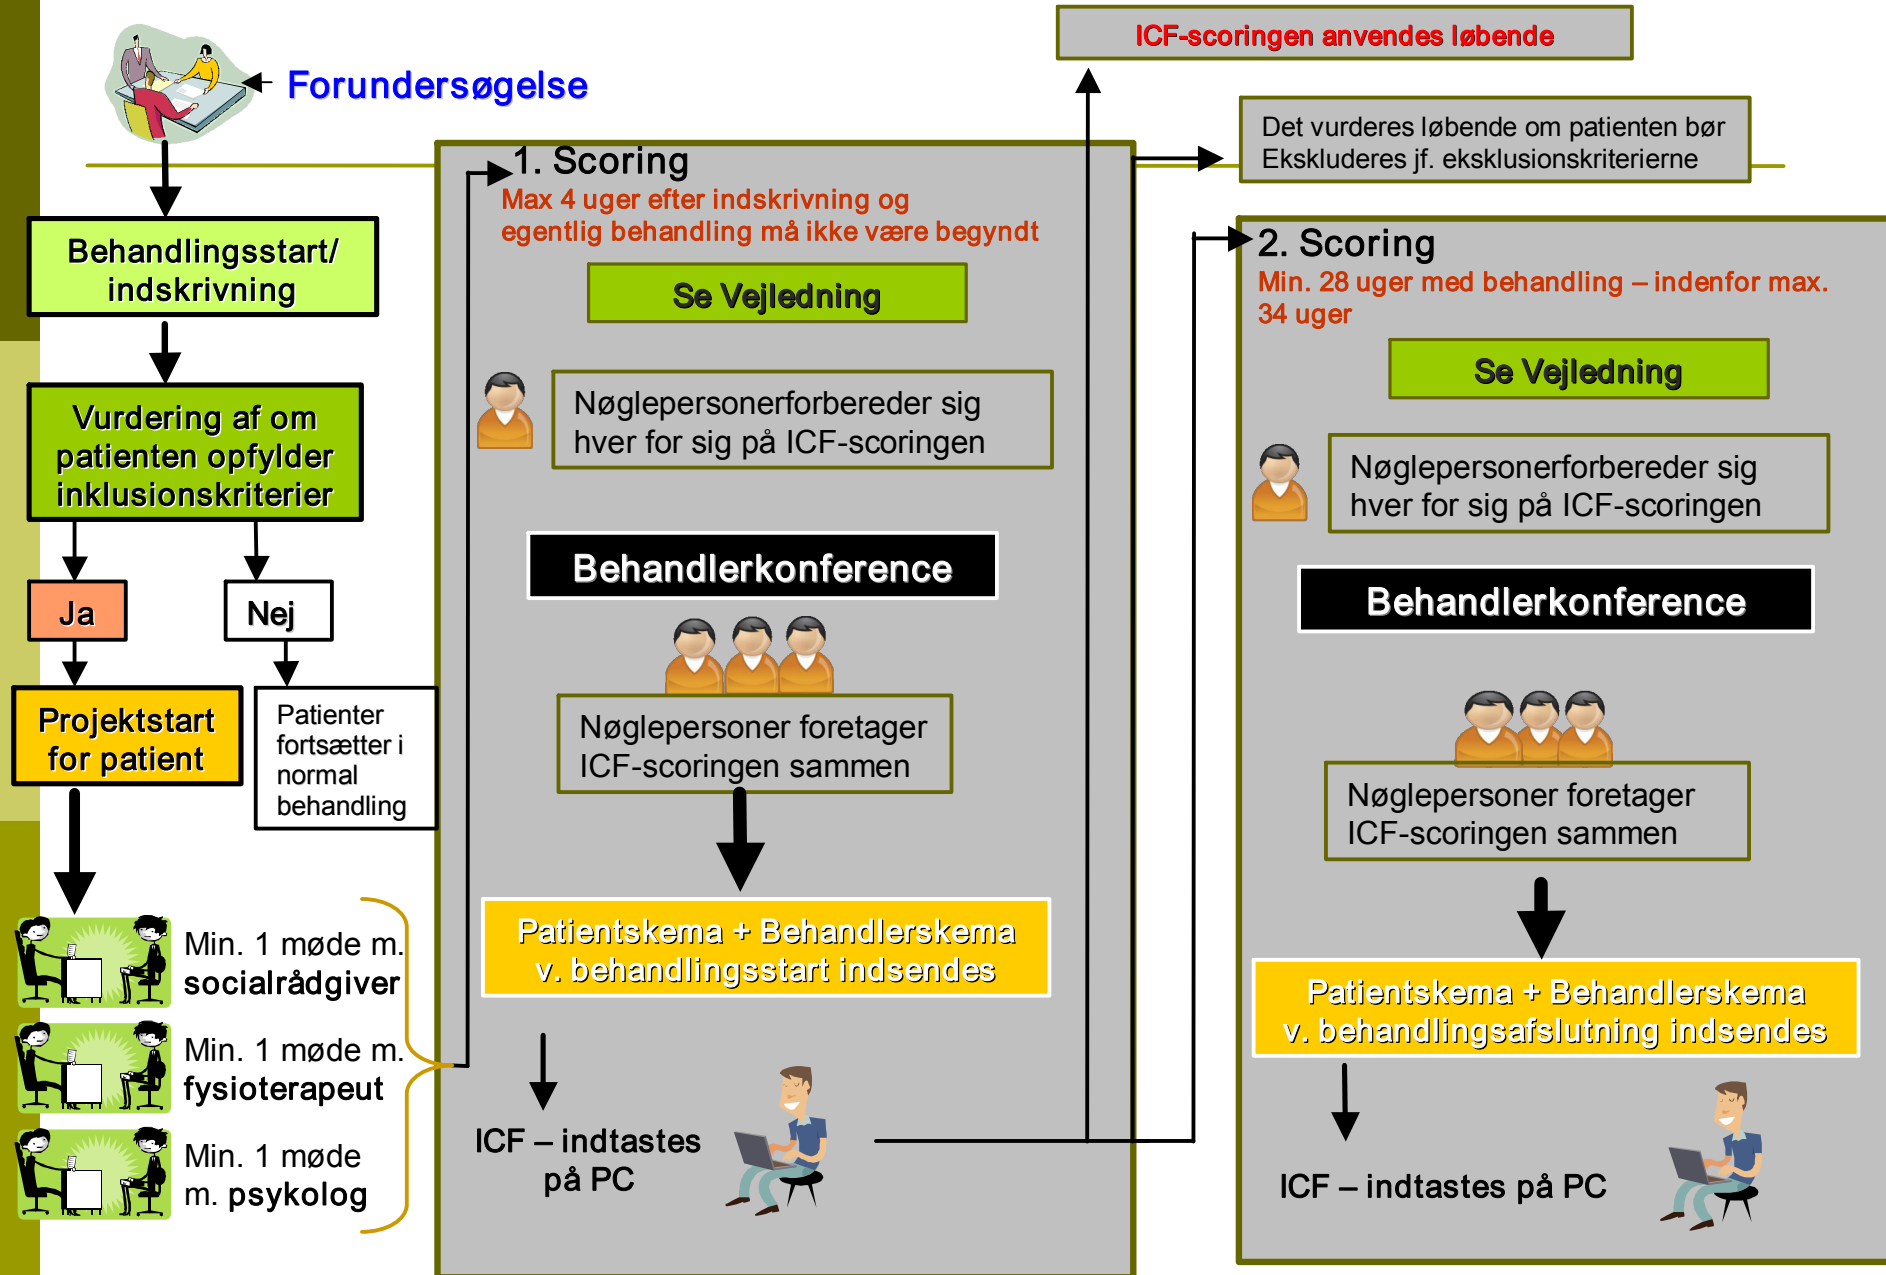 Forundersøgelse
Behandlingsstart/
indskrivning
Vurdering af om
patienten opfylder
inklusionskriterier
Ja
Nej
Projektstart
for patient
Patienter
fortsætter i
normal
behandling
Min. 1 møde m.
socialrådgiver
Min. 1 møde m.
fysioterapeut
Min. 1 møde
m. psykolog
1. Scoring
Max 4 uger efter indskrivning og
egentlig behandling må ikke være begyndt
Se Vejledning
Nøglepersonerforbereder sig
hver for sig på ICF-scoringen
Behandlerkonference
Nøglepersoner foretager
ICF-scoringen sammen
Patientskema + Behandlerskema
v. behandlingsstart indsendes
ICF – indtastes
på PC
ICF-scoringen anvendes løbende
Det vurderes løbende om patienten bør
Ekskluderes jf. eksklusionskriterierne
2. Scoring
Min. 28 uger med behandling – indenfor max.
34 uger
Se Vejledning
Nøglepersonerforbereder sig
hver for sig på ICF-scoringen
Behandlerkonference
Nøglepersoner foretager
ICF-scoringen sammen
Patientskema + Behandlerskema
v. behandlingsafslutning indsendes
ICF – indtastes på PC